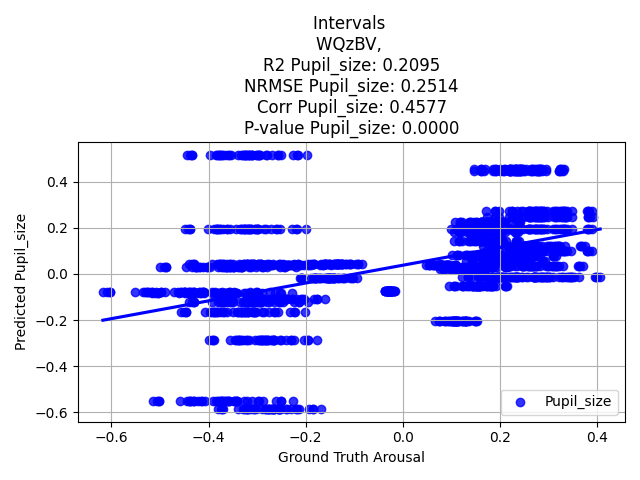 Intervals
WQzBV,
R2 Pupil_size: 0.2095
NRMSE Pupil_size: 0.2514
Corr Pupil_size: 0.4577
P-value Pupil_size: 0.0000
Predicted Pupil_size
0.4
0.2
0.0
−0.2
−0.4
−0.6
Pupil_size
−0.6 −0.4 −0.2 0.0 0.2 0.4
Ground Truth Arousal